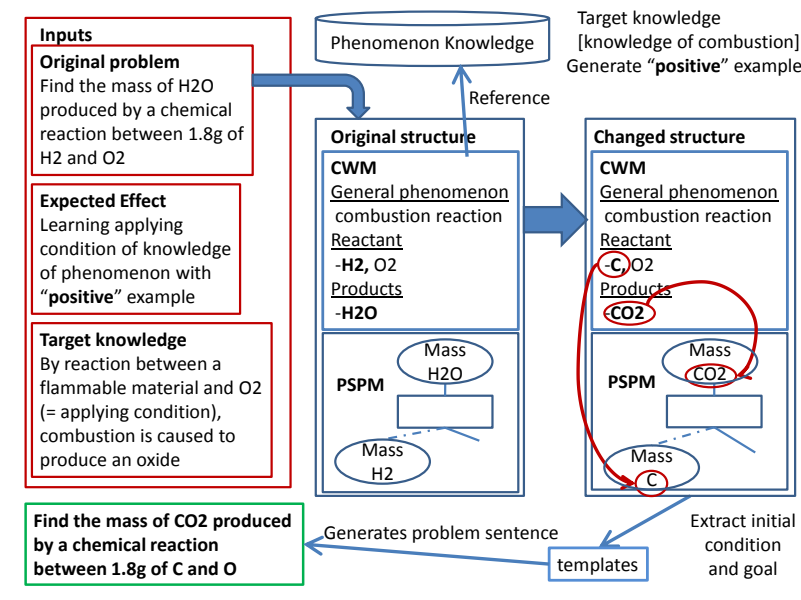 Inputs
Original problem
Find the mass of H2O
produced by a chemical
reaction between 1.8g of
H2 and O2
Expected Effect
Learning applying
condition of knowledge
of phenomenon with
“positive” example
Target knowledge
By reaction between a
flammable material and O2
(= applying condition),
combustion is caused to
produce an oxide
Phenomenon Knowledge
Reference
Target knowledge
[knowledge of combustion]
Generate “positive” example
Original structure
CWM
General phenomenon
combustion reaction
Reactant
-H2, O2
Products
-H2O
PSPM
Mass
H2O
Mass
H2
Changed structure
CWM
General phenomenon
combustion reaction
Reactant
-C, O2
Products
-CO2
PSPM
Mass
CO2
Mass
C
Find the mass of CO2 produced
by a chemical reaction
between 1.8g of C and O
Generates problem sentence
templates
Extract initial
condition
and goal